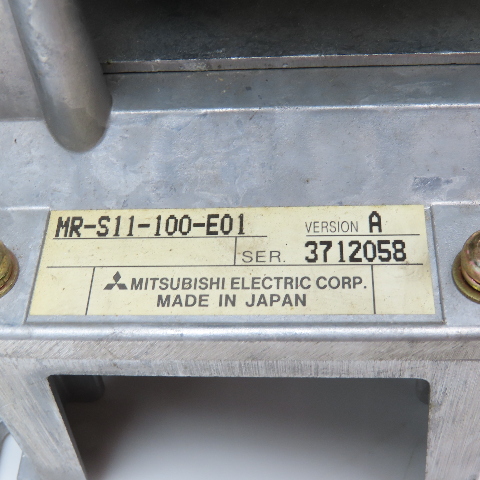 MR-S11-100-E01 VERSION A
SER. 3712058
MITSUBISHI ELECTRIC CORP.
MADE IN JAPAN